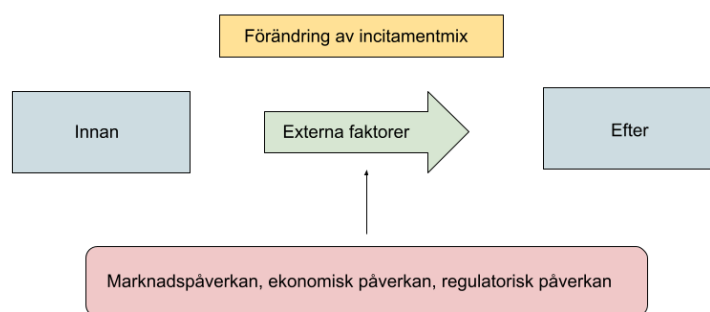 Förändring av incitamentmix
Innan
Externa faktorer
Efter
Marknadspåverkan, ekonomisk påverkan, regulatorisk påverkan